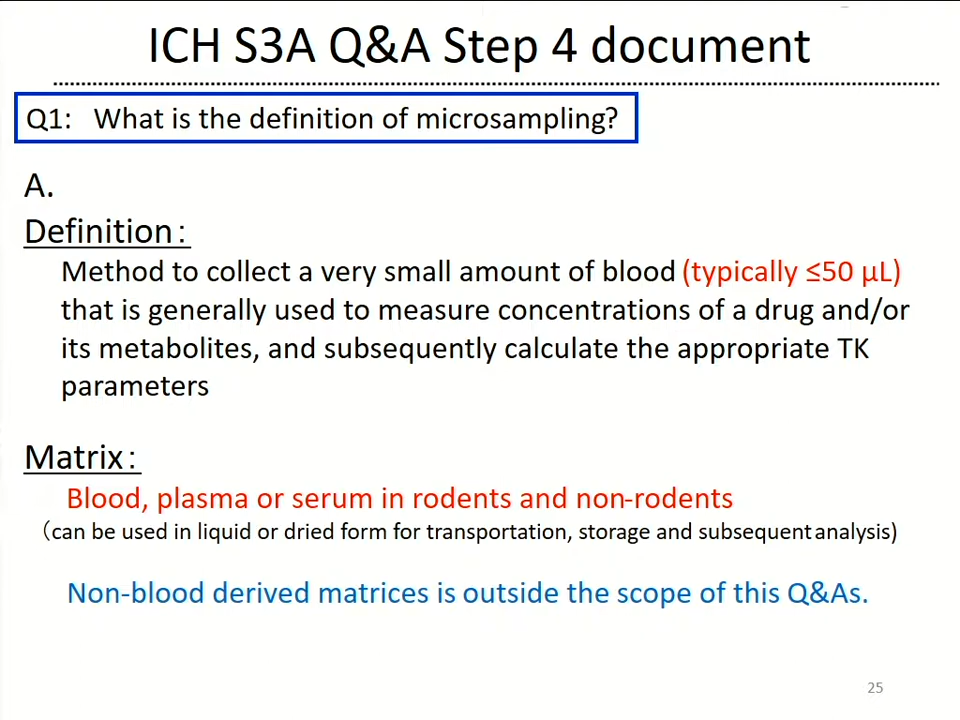 ICH S3A Q&A Step 4 document
Q1: What is the definition of microsampling?
A.
Definition：
Method to collect a very small amount of blood (typically ≤50 μL)
that is generally used to measure concentrations of a drug and/or
its metabolites, and subsequently calculate the appropriate TK
parameters
Matrix：
Blood, plasma or serum in rodents and non-rodents
（can be used in liquid or dried form for transportation, storage and subsequent analysis)
Non-blood derived matrices is outside the scope of this Q&As.
25